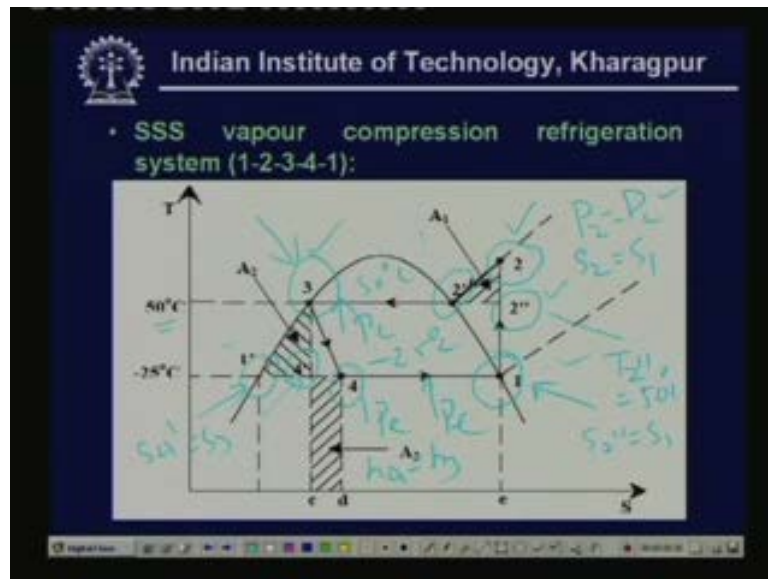 Indian Institute of Technology, Kharagpur
• SSS vapour compression refrigeration
system (1-2-3-4-1):
T
A₁
P₂=Pc
S₂=S₁
2
A₂
3
50°C
2'
2''
50°C
Pc
-25°C
1'
4'
4
1
Pe
Pe
S₂''=S₁
S4'=S3
A₂
h4=h3
c d e
S